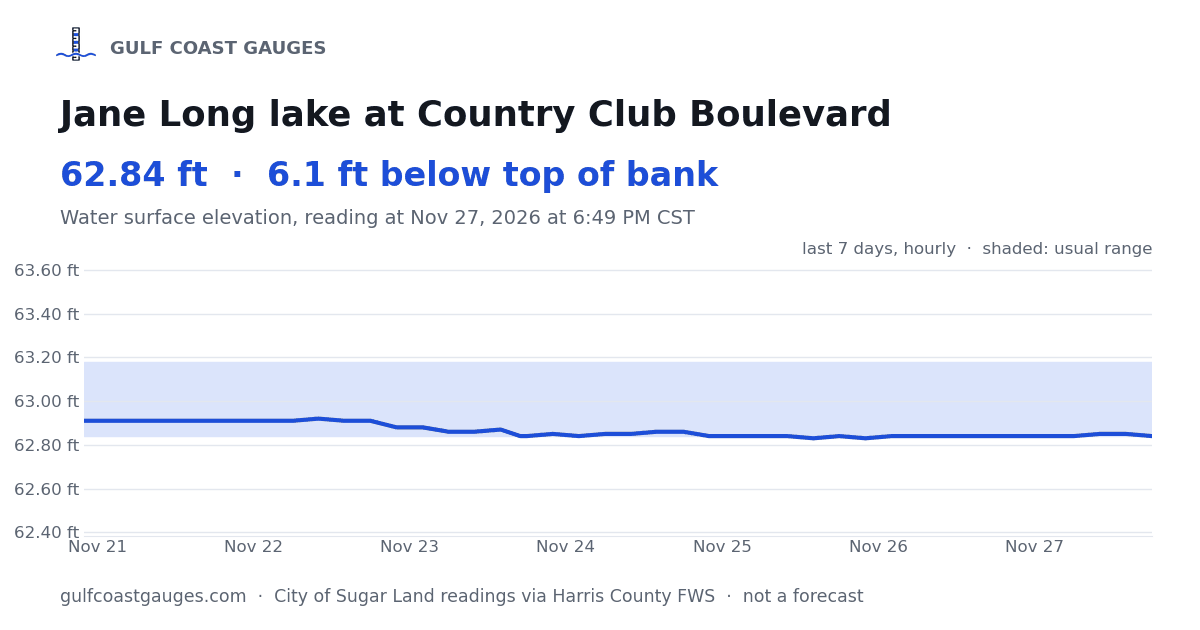 GULF COAST GAUGES
Jane Long lake at Country Club Boulevard
62.84 ft · 6.1 ft below top of bank
Water surface elevation, reading at Nov 27, 2026 at 6:49 PM CST
last 7 days, hourly · shaded: usual range
63.60 ft
63.40 ft
63.20 ft
63.00 ft
62.80 ft
62.60 ft
62.40 ft
Nov 21 Nov 22 Nov 23 Nov 24 Nov 25 Nov 26 Nov 27
gulfcoastgauges.com · City of Sugar Land readings via Harris County FWS · not a forecast